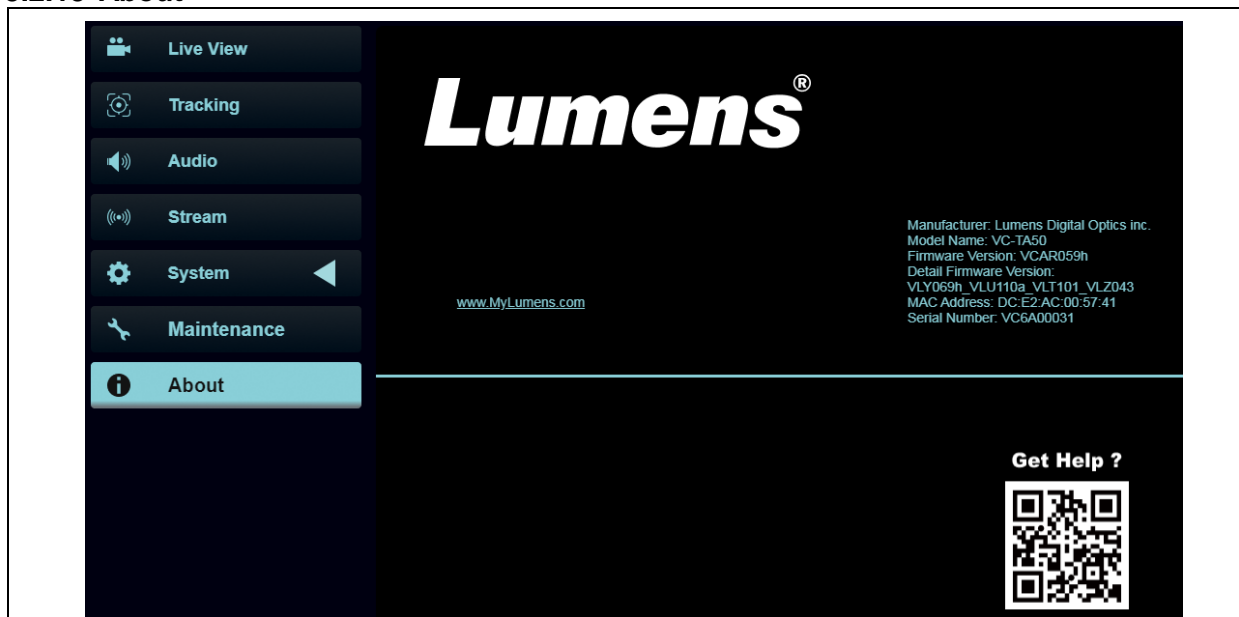 Live View
Tracking
Audio
Stream
System
Maintenance
About
Lumens®
www.MyLumens.com
Manufacturer: Lumens Digital Optics inc.
Model Name: VC-TA50
Firmware Version: VCAR059h
Detail Firmware Version:
VLY069h_VLU110a_VLT101_VLZ043
MAC Address: DC:E2:AC:00:57:41
Serial Number: VC6A00031
Get Help ?